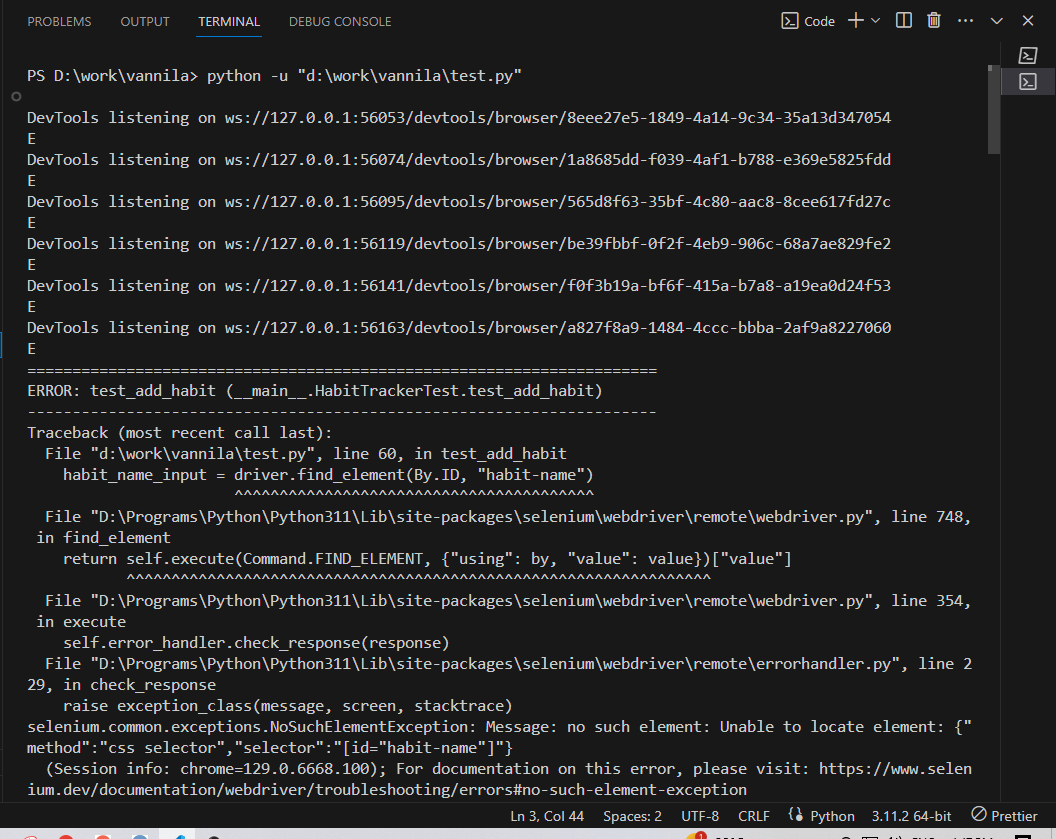 PROBLEMS OUTPUT TERMINAL DEBUG CONSOLE Code
PS D:\work\vannila> python -u "d:\work\vannila\test.py"
DevTools listening on ws://127.0.0.1:56053/devtools/browser/8eee27e5-1849-4a14-9c34-35a13d347054
E
DevTools listening on ws://127.0.0.1:56074/devtools/browser/1a8685dd-f039-4af1-b788-e369e5825fdd
E
DevTools listening on ws://127.0.0.1:56095/devtools/browser/565d8f63-35bf-4c80-aac8-8cee617fd27c
E
DevTools listening on ws://127.0.0.1:56119/devtools/browser/be39fbbf-0f2f-4eb9-906c-68a7ae829fe2
E
DevTools listening on ws://127.0.0.1:56141/devtools/browser/f0f3b19a-bf6f-415a-b7a8-a19ea0d24f53
E
DevTools listening on ws://127.0.0.1:56163/devtools/browser/a827f8a9-1484-4ccc-bbba-2af9a8227060
E
======================================================================
ERROR: test_add_habit (__main__.HabitTrackerTest.test_add_habit)
----------------------------------------------------------------------
Traceback (most recent call last):
  File "d:\work\vannila\test.py", line 60, in test_add_habit
    habit_name_input = driver.find_element(By.ID, "habit-name")
                       ^^^^^^^^^^^^^^^^^^^^^^^^^^^^^^^^^^^^^^^^
  File "D:\Programs\Python\Python311\Lib\site-packages\selenium\webdriver\remote\webdriver.py", line 748,
 in find_element
    return self.execute(Command.FIND_ELEMENT, {"using": by, "value": value})["value"]
           ^^^^^^^^^^^^^^^^^^^^^^^^^^^^^^^^^^^^^^^^^^^^^^^^^^^^^^^^^^^^^^^^^
  File "D:\Programs\Python\Python311\Lib\site-packages\selenium\webdriver\remote\webdriver.py", line 354,
 in execute
    self.error_handler.check_response(response)
  File "D:\Programs\Python\Python311\Lib\site-packages\selenium\webdriver\remote\errorhandler.py", line 2
29, in check_response
    raise exception_class(message, screen, stacktrace)
selenium.common.exceptions.NoSuchElementException: Message: no such element: Unable to locate element: {"
method":"css selector","selector":"[id="habit-name"]"}
  (Session info: chrome=129.0.6668.100); For documentation on this error, please visit: https://www.selen
ium.dev/documentation/webdriver/troubleshooting/errors#no-such-element-exception
Ln 3, Col 44 Spaces: 2 UTF-8 CRLF Python 3.11.2 64-bit Prettier